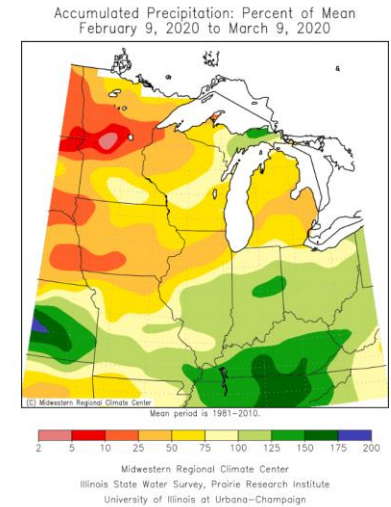 Accumulated Precipitation: Percent of Mean
February 9, 2020 to March 9, 2020
(C) Midwestern Regional Climate Center
Mean period is 1981-2010.
2 5 10 25 50 75 100 125 150 175 200
Midwestern Regional Climate Center
Illinois State Water Survey, Prairie Research Institute
University of Illinois at Urbana-Champaign